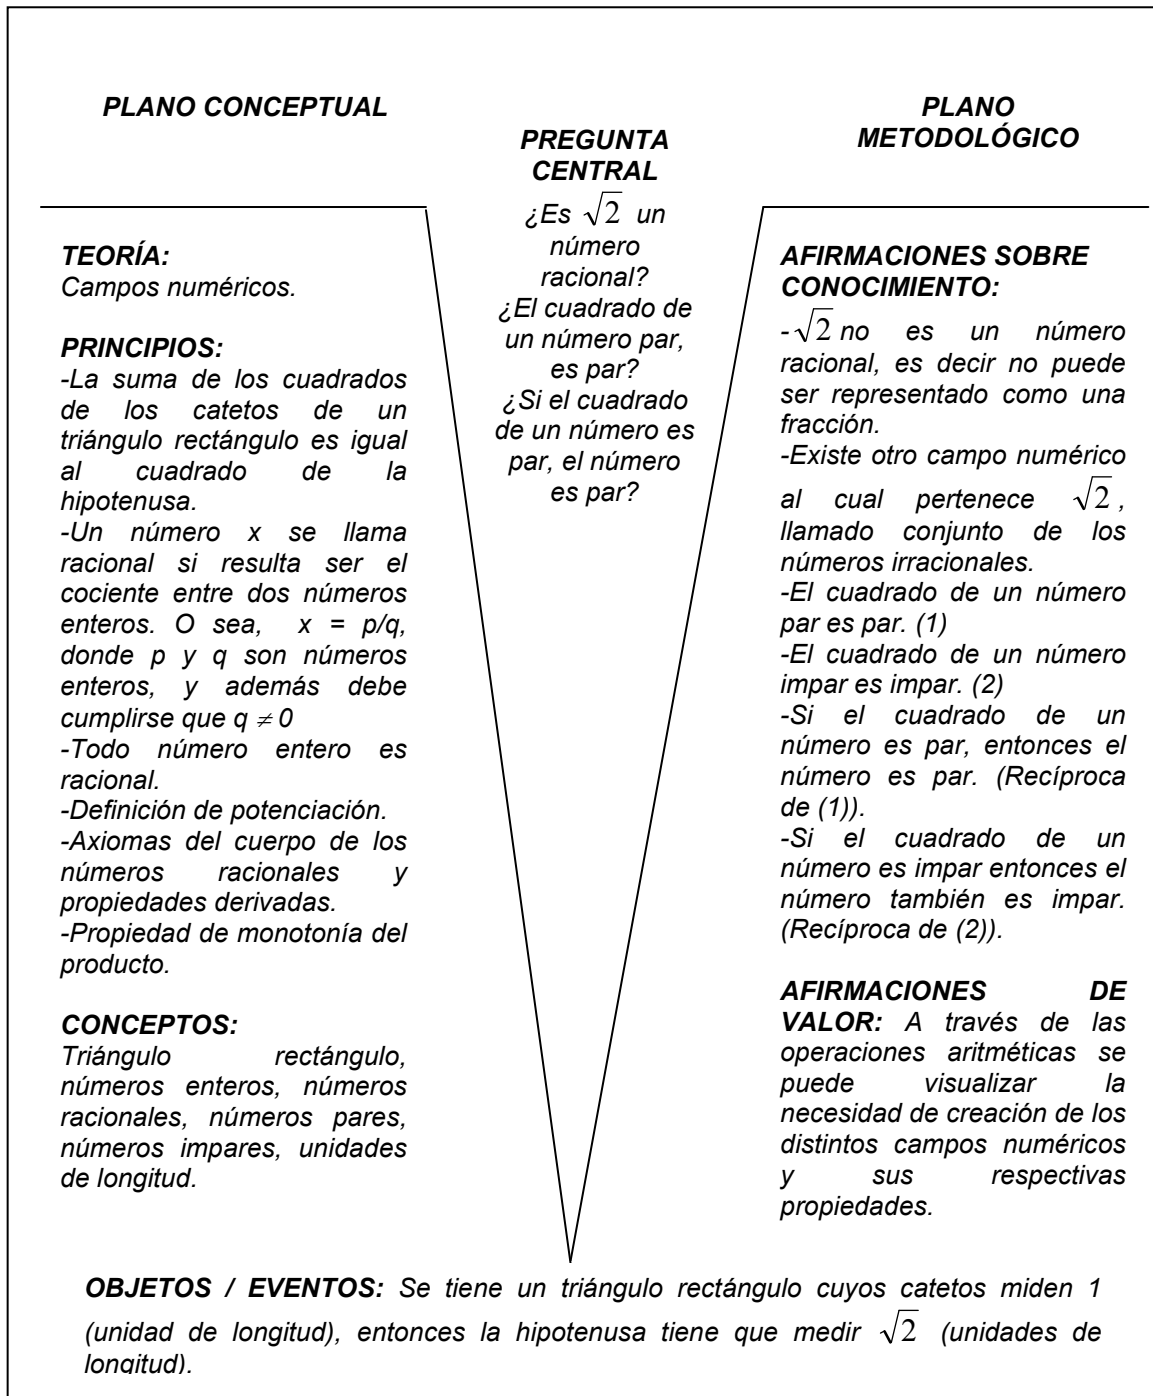 PLANO CONCEPTUAL
PREGUNTA
CENTRAL
¿Es √2 un
número
racional?
¿El cuadrado de
un número par,
es par?
¿Si el cuadrado
de un número es
par, el número
es par?
PLANO
METODOLÓGICO
TEORÍA:
Campos numéricos.
PRINCIPIOS:
-La suma de los cuadrados
de los catetos de un
triángulo rectángulo es igual
al cuadrado de la
hipotenusa.
-Un número x se llama
racional si resulta ser el
cociente entre dos números
enteros. O sea, x = p/q,
donde p y q son números
enteros, y además debe
cumplirse que q ≠ 0
-Todo número entero es
racional.
-Definición de potenciación.
-Axiomas del cuerpo de los
números racionales y
propiedades derivadas.
-Propiedad de monotonía del
producto.
CONCEPTOS:
Triángulo rectángulo,
números enteros, números
racionales, números pares,
números impares, unidades
de longitud.
AFIRMACIONES SOBRE
CONOCIMIENTO:
-√2 no es un número
racional, es decir no puede
ser representado como una
fracción.
-Existe otro campo numérico
al cual pertenece √2,
llamado conjunto de los
números irracionales.
-El cuadrado de un número
par es par. (1)
-El cuadrado de un número
impar es impar. (2)
-Si el cuadrado de un
número es par, entonces el
número es par. (Recíproca
de (1)).
-Si el cuadrado de un
número es impar entonces el
número también es impar.
(Recíproca de (2)).
AFIRMACIONES DE
VALOR: A través de las
operaciones aritméticas se
puede visualizar la
necesidad de creación de los
distintos campos numéricos
y sus respectivas
propiedades.
OBJETOS / EVENTOS: Se tiene un triángulo rectángulo cuyos catetos miden 1
(unidad de longitud), entonces la hipotenusa tiene que medir √2 (unidades de
longitud).